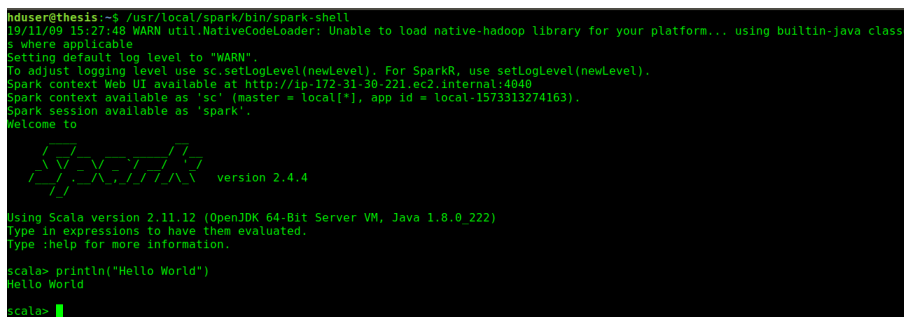 hduser@thesis:~$ /usr/local/spark/bin/spark-shell
19/11/09 15:27:48 WARN util.NativeCodeLoader: Unable to load native-hadoop library for your platform... using builtin-java classe
s where applicable
Setting default log level to "WARN".
To adjust logging level use sc.setLogLevel(newLevel). For SparkR, use setLogLevel(newLevel).
Spark context Web UI available at http://ip-172-31-30-221.ec2.internal:4040
Spark context available as 'sc' (master = local[*], app id = local-1573313274163).
Spark session available as 'spark'.
Welcome to
Spark version 2.4.4
Using Scala version 2.11.12 (OpenJDK 64-Bit Server VM, Java 1.8.0_222)
Type in expressions to have them evaluated.
Type :help for more information.
scala> println("Hello World")
Hello World
scala>